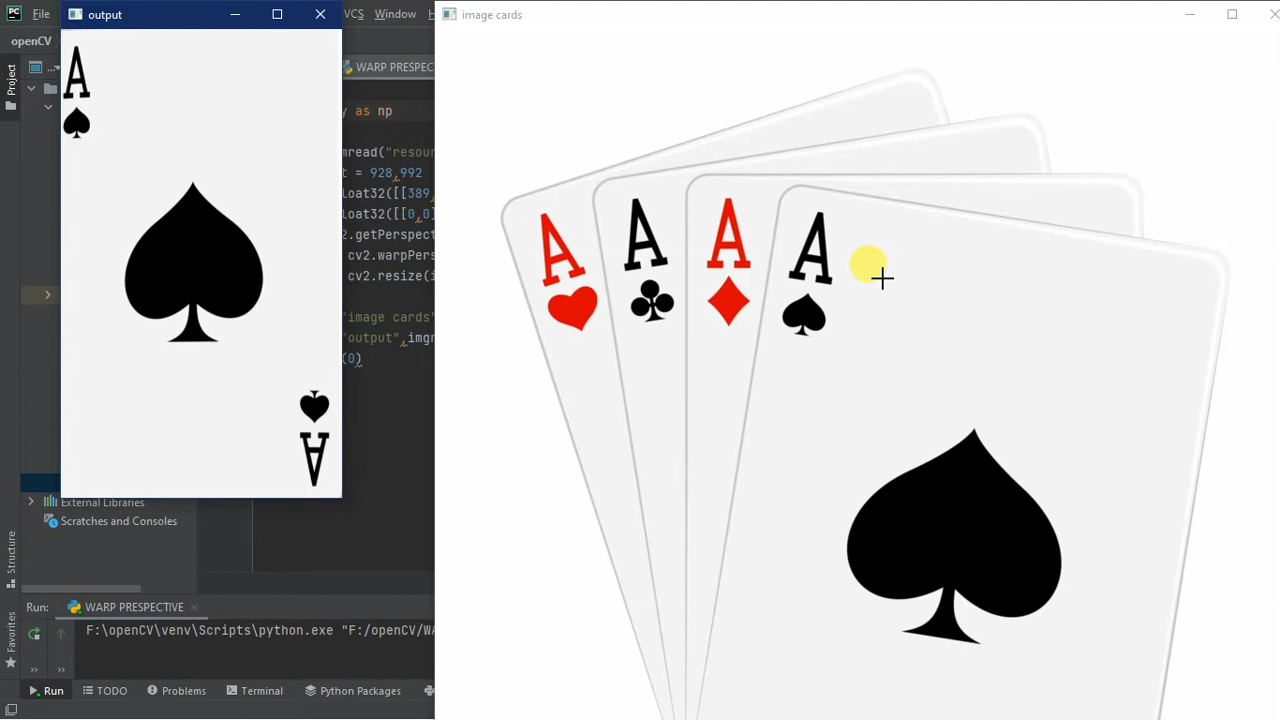 output
A
A
File
VCS
Window
H
openCV
Project
WARP PRESPEC
y as np
mread("resour
t = 928,992
loat32([[389,
loat32([[0,0]
2.getPerspect
cv2.warpPers
cv2.resize(i
"image cards"
"output",imgr
(0)
External Libraries
Scratches and Consoles
Structure
Favorites
Run:
WARP PRESPECTIVE
F:\openCV\venv\Scripts\python.exe "F:/openCV/WA
Run
TODO
Problems
Terminal
Python Packages
image cards
A
A
A
A